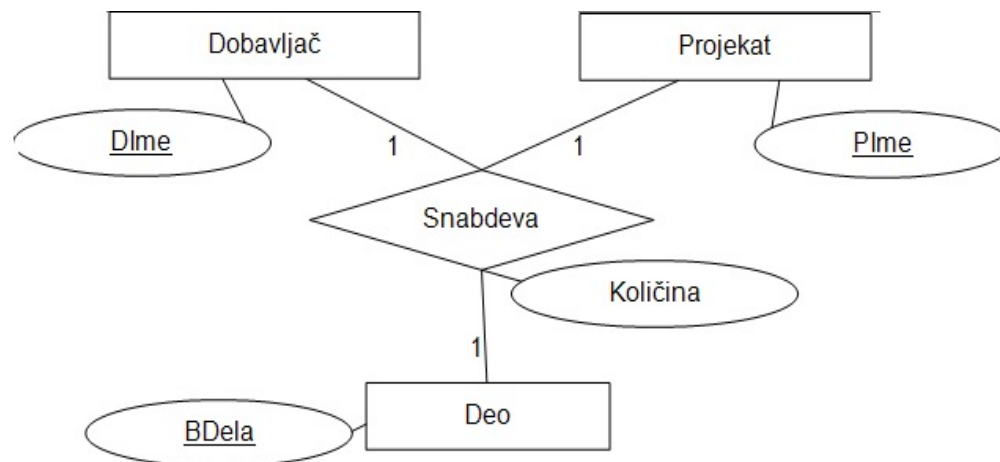 Dobavljač
Projekat
DIme
PIme
1
1
Snabdeva
Količina
1
Deo
BDela